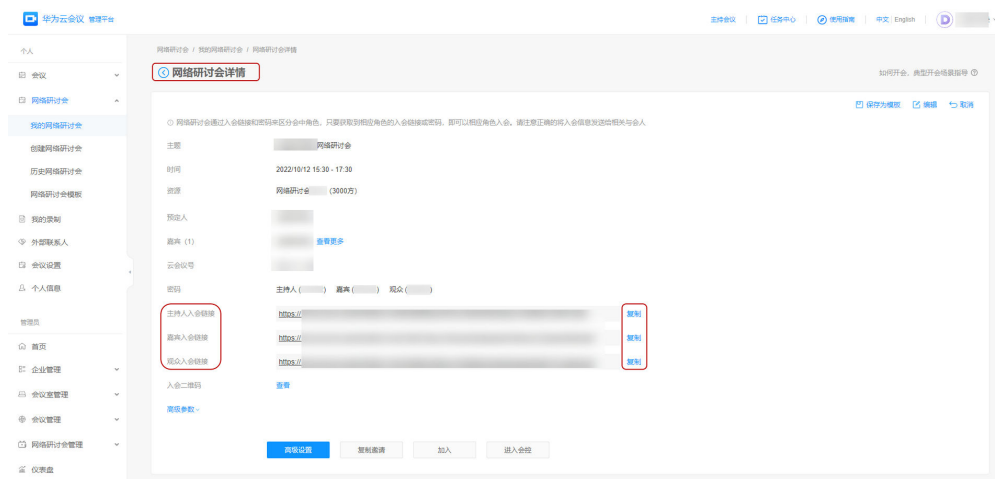 华为云会议 管理平台
主持会议 任务中心 使用指南 中文 | English D
个人
会议
网络研讨会
我的网络研讨会
创建网络研讨会
历史网络研讨会
网络研讨会模板
我的录制
外部联系人
会议设置
个人信息
管理员
首页
企业管理
会议室管理
会议管理
网络研讨会管理
仪表盘
网络研讨会 / 我的网络研讨会 / 网络研讨会详情
网络研讨会详情
如何开会、典型开会场景指导
保存为模板 编辑 取消
网络研讨会通过入会链接和密码来区分会中角色，只要获取到相应角色的入会链接或密码，即可以相应角色入会。请注意正确的将入会信息发送给相关与会人
主题 网络研讨会
时间 2022/10/12 15:30 - 17:30
资源 网络研讨会 (3000方)
预定人
嘉宾 (1) 查看更多
云会议号
密码 主持人 ( ) 嘉宾 ( ) 观众 ( )
主持人入会链接 https:// 复制
嘉宾入会链接 https:// 复制
观众入会链接 https:// 复制
入会二维码 查看
高级参数
高级设置 复制邀请 加入 进入会控